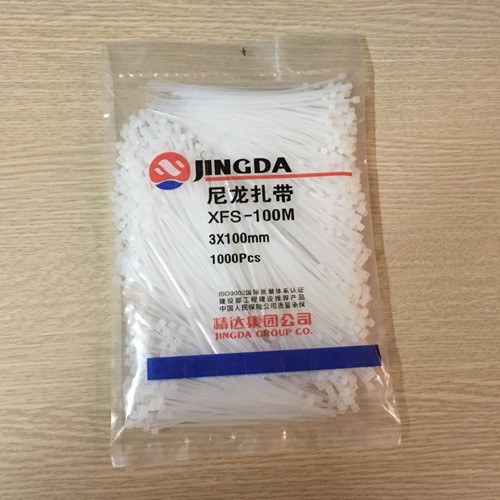 JINGDA
尼龙扎带
XFS-100M
3X100mm
1000Pcs
ISO9002国际质量体系认证
建设部工程建设推荐产品
中国人民保险公司质量承保
精达集团公司
JINGDA GROUP CO.